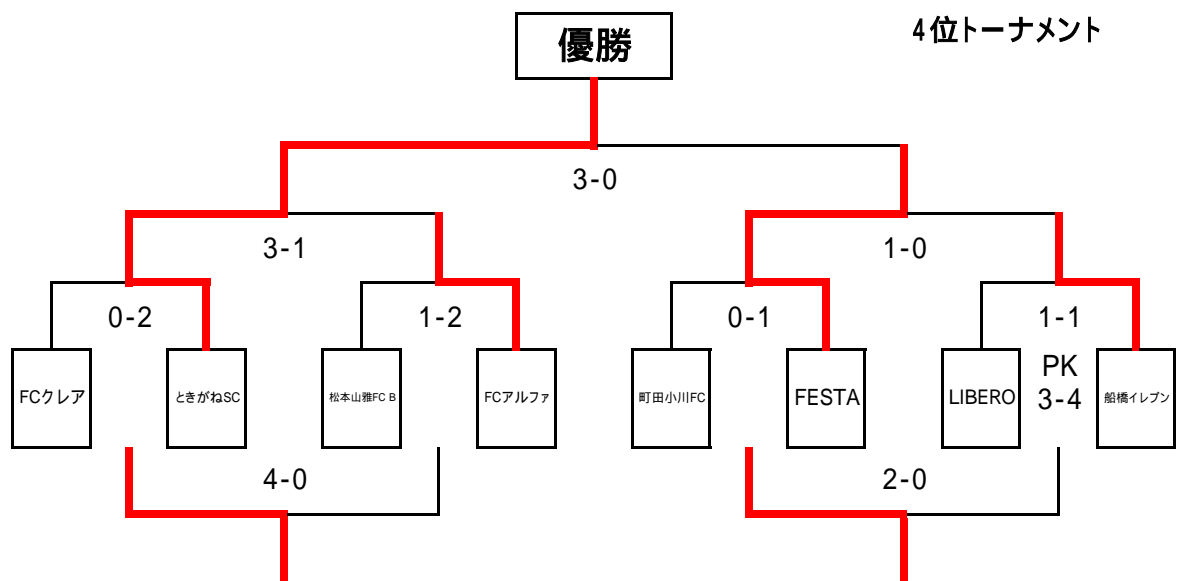 4位トーナメント
優勝
3-0
3-1
1-0
0-2
1-2
0-1
1-1
PK
3-4
FCクレア
ときがねSC
松本山雅FC B
FCアルファ
町田小川FC
FESTA
LIBERO
船橋イレブン
4-0
2-0